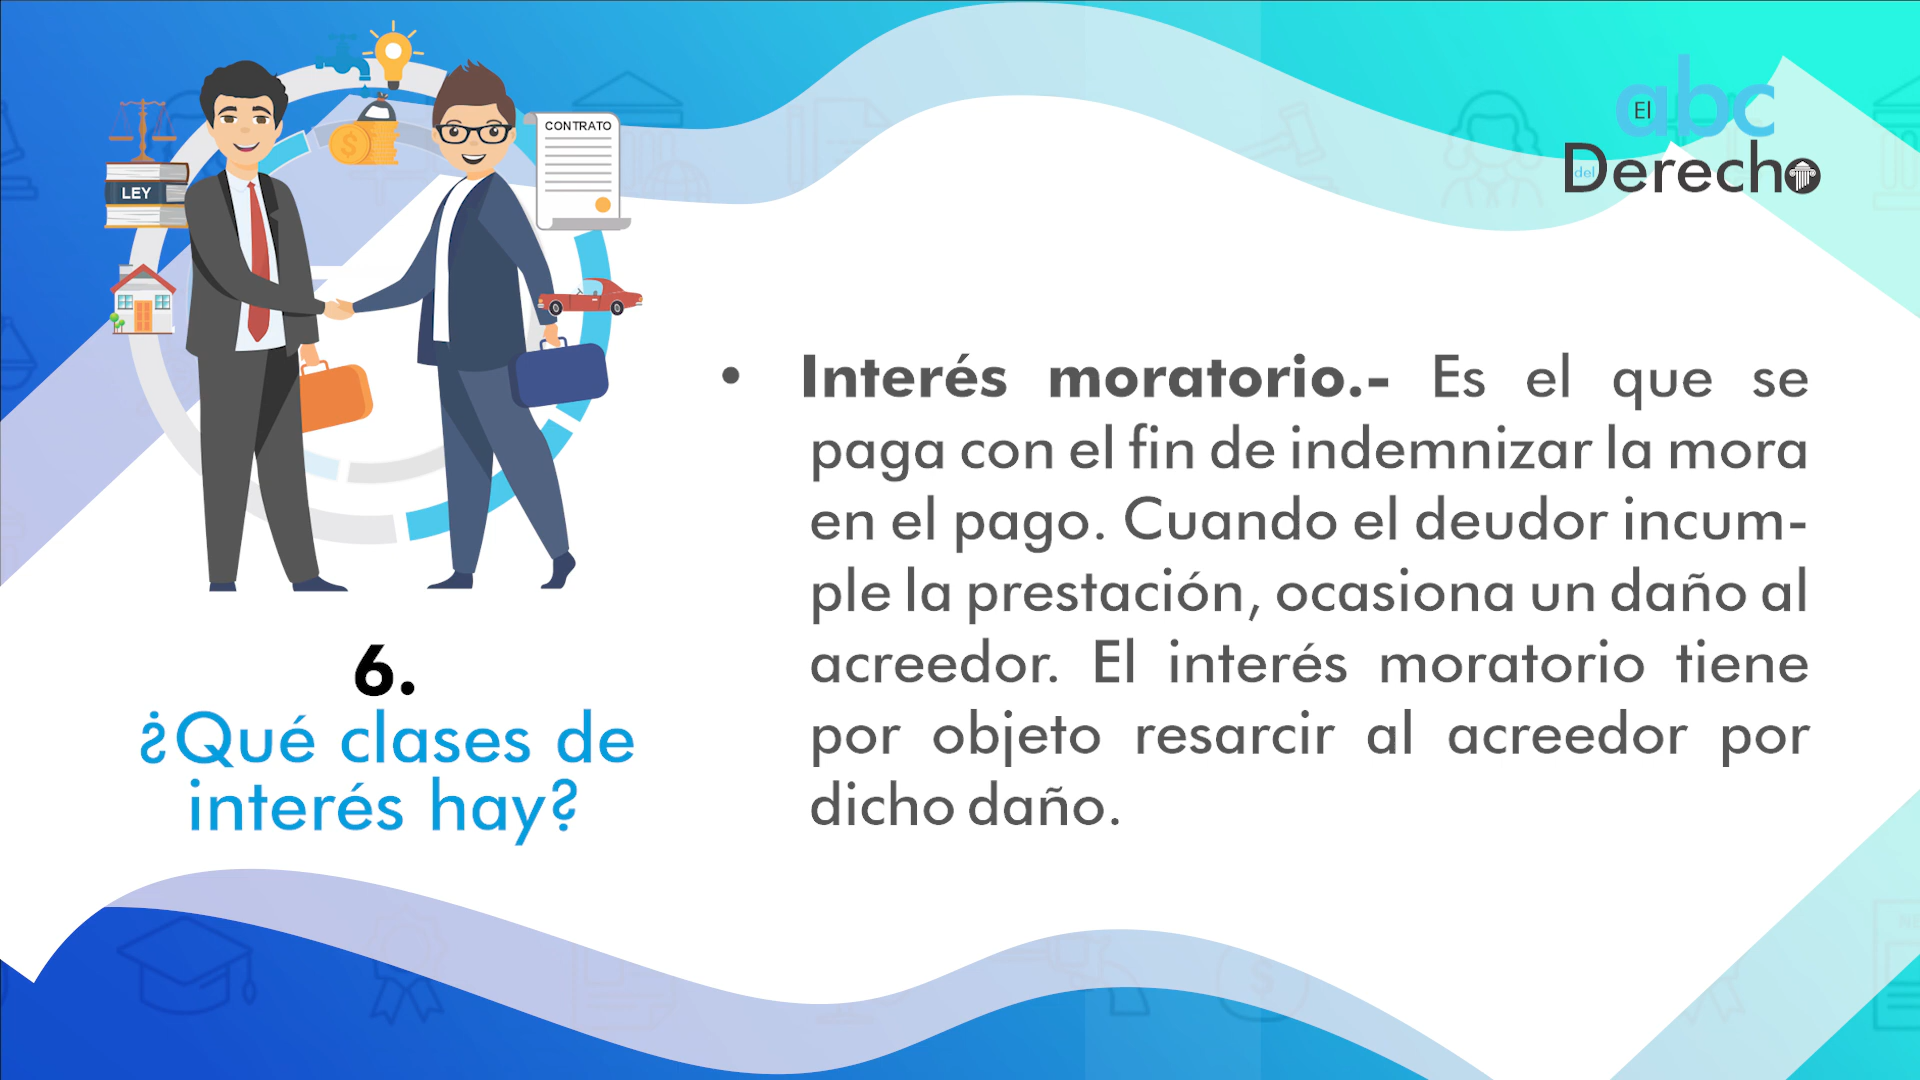 CONTRATO
LEY
El abc
del Derecho
6.
¿Qué clases de
interés hay?
• Interés moratorio.- Es el que se
paga con el fin de indemnizar la mora
en el pago. Cuando el deudor incum-
ple la prestación, ocasiona un daño al
acreedor. El interés moratorio tiene
por objeto resarcir al acreedor por
dicho daño.